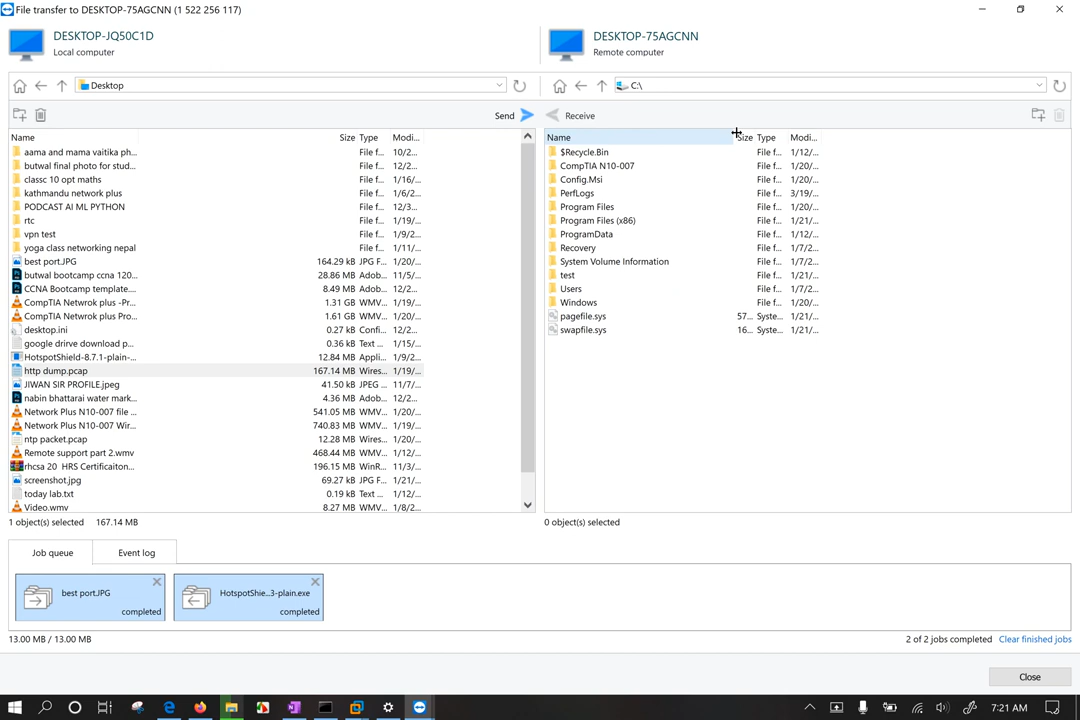 File transfer to DESKTOP-75AGCNN (1 522 256 117)
DESKTOP-JQ50C1D
Local computer
DESKTOP-75AGCNN
Remote computer
Desktop
C:\
Send
Receive
Name Size Type Modi...
aama and mama vaitika ph... File f... 10/2...
butwal final photo for stud... File f... 12/2...
classc 10 opt maths File f... 1/16/...
kathmandu network plus File f... 1/6/2...
PODCAST AI ML PYTHON File f... 12/3...
rtc File f... 1/19/...
vpn test File f... 1/9/2...
yoga class networking nepal File f... 1/11/...
best port.JPG 164.29 kB JPG F... 1/20/...
butwal bootcamp ccna 120... 28.86 MB Adob... 11/5/...
CCNA Bootcamp template.... 8.49 MB Adob... 12/2...
CompTIA Netwrok plus -Pr... 1.31 GB WMV... 1/19/...
CompTIA Netwrok plus Pro... 1.61 GB WMV... 1/20/...
desktop.ini 0.27 kB Confi... 12/2...
google drirve download p... 0.36 kB Text ... 1/15/...
HotspotShield-8.7.1-plain-... 12.84 MB Appli... 1/9/2...
http dump.pcap 167.14 MB Wires... 1/19/...
JIWAN SIR PROFILE.jpeg 41.50 kB JPEG ... 11/7/...
nabin bhattarai water mark... 4.36 MB Adob... 12/2...
Network Plus N10-007 file ... 541.05 MB WMV... 1/20/...
Network Plus N10-007 Wir... 740.83 MB WMV... 1/19/...
ntp packet.pcap 12.28 MB Wires... 1/20/...
Remote support part 2.wmv 468.44 MB WMV... 1/12/...
rhcsa 20 HRS Certificaiton... 196.15 MB WinR... 11/3/...
screenshot.jpg 69.27 kB JPG F... 1/21/...
today lab.txt 0.19 kB Text ... 1/12/...
Video.wmv 8.27 MB WMV... 1/8/2...
Name Size Type Modi...
$Recycle.Bin File f... 1/12/...
CompTIA N10-007 File f... 1/20/...
Config.Msi File f... 1/20/...
PerfLogs File f... 3/19/...
Program Files File f... 1/20/...
Program Files (x86) File f... 1/21/...
ProgramData File f... 1/12/...
Recovery File f... 1/7/2...
System Volume Information File f... 1/7/2...
test File f... 1/21/...
Users File f... 1/7/2...
Windows File f... 1/20/...
pagefile.sys 57... Syste... 1/21/...
swapfile.sys 16... Syste... 1/21/...
1 object(s) selected 167.14 MB
0 object(s) selected
Job queue Event log
best port.JPG
completed
HotspotShie...3-plain.exe
completed
13.00 MB / 13.00 MB
2 of 2 jobs completed Clear finished jobs
Close
7:21 AM